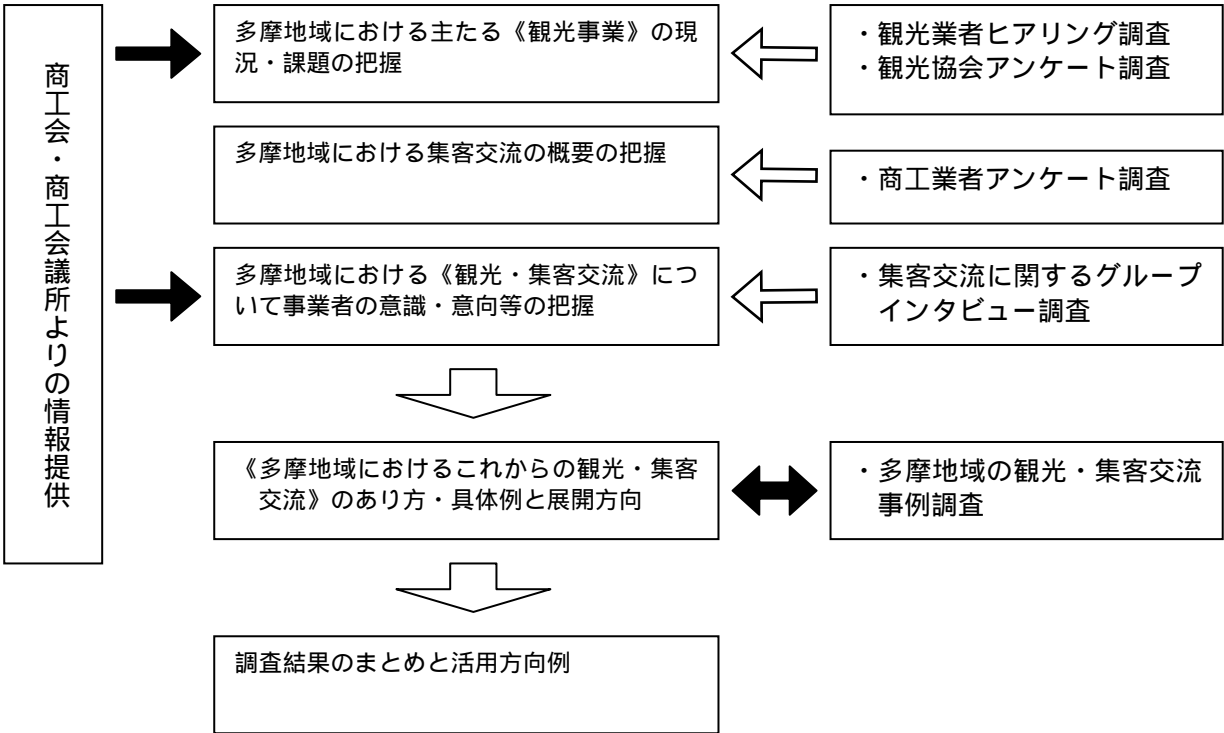 商工会・商工会議所よりの情報提供
多摩地域における主たる《観光事業》の現
況・課題の把握
・観光業者ヒアリング調査
・観光協会アンケート調査
多摩地域における集客交流の概要の把握
・商工業者アンケート調査
多摩地域における《観光・集客交流》につ
いて事業者の意識・意向等の把握
・集客交流に関するグループ
インタビュー調査
《多摩地域におけるこれからの観光・集客
交流》のあり方・具体例と展開方向
・多摩地域の観光・集客交流
事例調査
調査結果のまとめと活用方向例